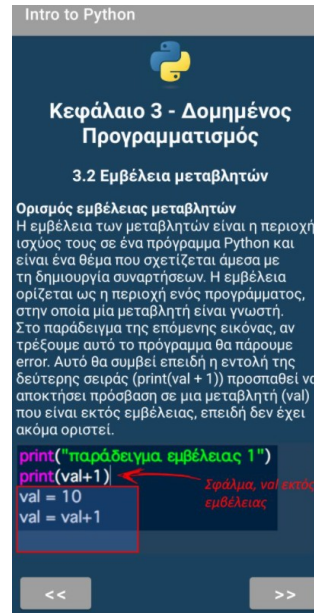 Intro to Python
Κεφάλαιο 3 - Δομημένος
Προγραμματισμός
3.2 Εμβέλεια μεταβλητών
Ορισμός εμβέλειας μεταβλητών
Η εμβέλεια των μεταβλητών είναι η περιοχή
ισχύος τους σε ένα πρόγραμμα Python και
είναι ένα θέμα που σχετίζεται άμεσα με
τη δημιουργία συναρτήσεων. Η εμβέλεια
ορίζεται ως η περιοχή ενός προγράμματος,
στην οποία μία μεταβλητή είναι γνωστή.
Στο παράδειγμα της επόμενης εικόνας, αν
τρέξουμε αυτό το πρόγραμμα θα πάρουμε
error. Αυτό θα συμβεί επειδή η εντολή της
δεύτερης σειράς (print(val + 1)) προσπαθεί να
αποκτήσει πρόσβαση σε μια μεταβλητή (val)
που είναι εκτός εμβέλειας, επειδή δεν έχει
ακόμα οριστεί.
print("παράδειγμα εμβέλειας 1")
print(val+1)
Σφάλμα, val εκτός
εμβέλειας
val = 10
val = val+1
<< >>